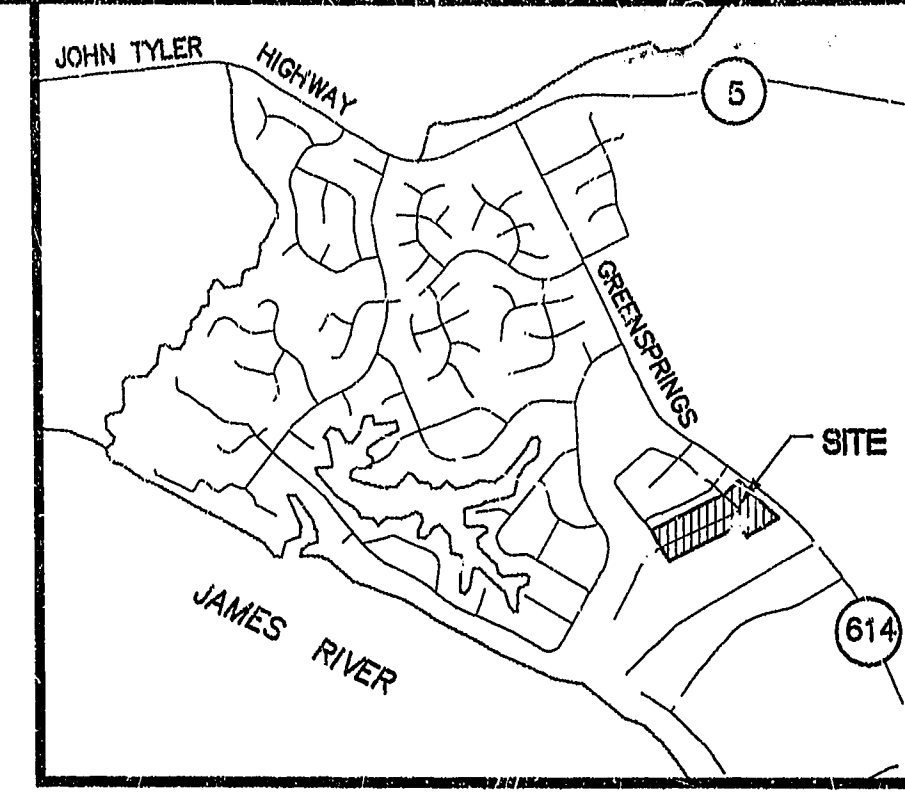 JOHN TYLER HIGHWAY
5
GREENSPRINGS
SITE
614
JAMES RIVER